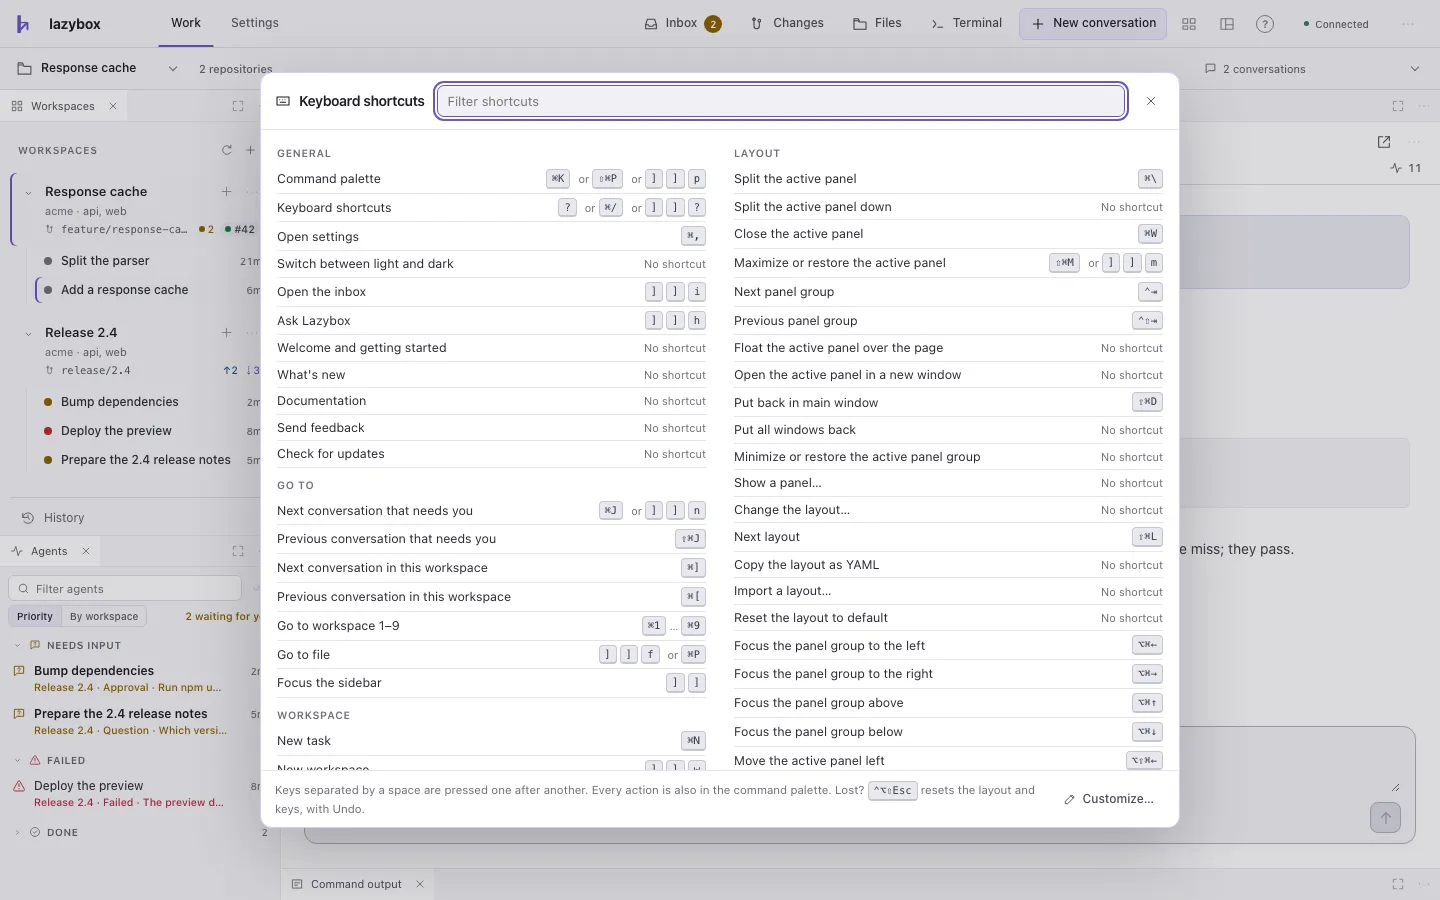 lazybox
Work
Settings
Inbox 2
Changes
Files
Terminal
New conversation
?
Connected
Response cache
2 repositories
2 conversations
Workspaces
WORKSPACES
Response cache
acme · api, web
feature/response-ca… 2 #42
Split the parser 21m
Add a response cache 6m
Release 2.4
acme · api, web
release/2.4 ↑2 ↓3
Bump dependencies 2m
Deploy the preview 8m
Prepare the 2.4 release notes 5m
History
Agents
Filter agents
Priority
By workspace
2 waiting for y
NEEDS INPUT
Bump dependencies
Release 2.4 · Approval · Run npm u…
Prepare the 2.4 release notes
Release 2.4 · Question · Which versi…
FAILED
Deploy the preview
Release 2.4 · Failed · The preview d…
DONE 2
Keyboard shortcuts
Filter shortcuts
GENERAL
Command palette ⌘K or ⇧⌘P or ] ] p
Keyboard shortcuts ? or ⌘/ or ] ] ?
Open settings ⌘,
Switch between light and dark No shortcut
Open the inbox ] ] i
Ask Lazybox ] ] h
Welcome and getting started No shortcut
What's new No shortcut
Documentation No shortcut
Send feedback No shortcut
Check for updates No shortcut
GO TO
Next conversation that needs you ⌘J or ] ] n
Previous conversation that needs you ⇧⌘J
Next conversation in this workspace ⌘]
Previous conversation in this workspace ⌘[
Go to workspace 1–9 ⌘1 … ⌘9
Go to file ] ] f or ⌘P
Focus the sidebar ] ]
WORKSPACE
New task ⌘N
New workspace ] ] w
LAYOUT
Split the active panel ⌘\
Split the active panel down No shortcut
Close the active panel ⌘W
Maximize or restore the active panel ⇧⌘M or ] ] m
Next panel group ⌃⇥
Previous panel group ⌃⇧⇥
Float the active panel over the page No shortcut
Open the active panel in a new window No shortcut
Put back in main window ⇧⌘D
Put all windows back No shortcut
Minimize or restore the active panel group No shortcut
Show a panel… No shortcut
Change the layout… No shortcut
Next layout ⇧⌘L
Copy the layout as YAML No shortcut
Import a layout… No shortcut
Reset the layout to default No shortcut
Focus the panel group to the left ⌥⌘←
Focus the panel group to the right ⌥⌘→
Focus the panel group above ⌥⌘↑
Focus the panel group below ⌥⌘↓
Move the active panel left ⌥⇧⌘←
Keys separated by a space are pressed one after another. Every action is also in the command palette. Lost? ⌃⌥⇧Esc resets the layout and
keys, with Undo.
Customize…
11
e miss; they pass.
Command output